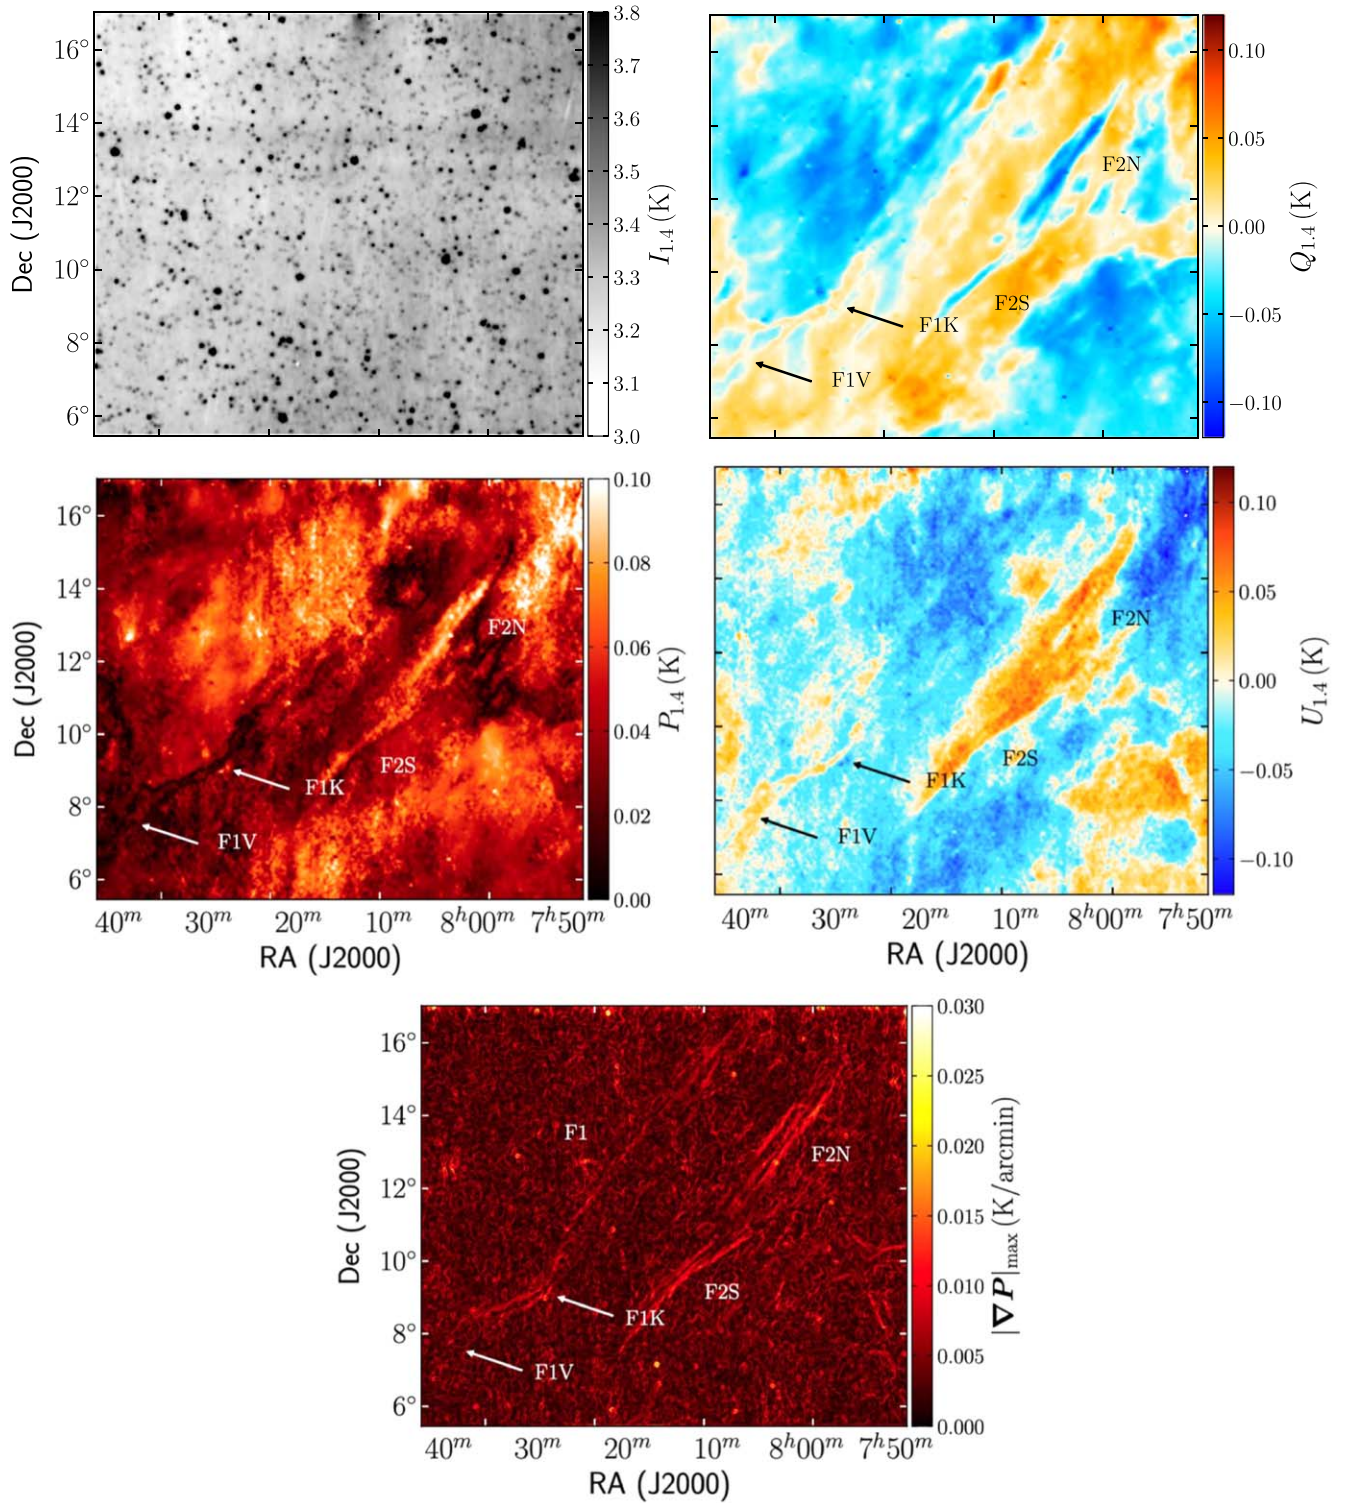 16° 14° 12° 10° 8° 6°
Dec (J2000)
3.8 3.7 3.6 3.5 3.4 3.3 3.2 3.1 3.0
I1.4 (K)
F2N
F2S
F1K
F1V
0.10 0.05 0.00 −0.05 −0.10
Q1.4 (K)
16° 14° 12° 10° 8° 6°
Dec (J2000)
F2N
F2S
F1K
F1V
40m 30m 20m 10m 8h00m 7h50m
RA (J2000)
0.10 0.08 0.06 0.04 0.02 0.00
P1.4 (K)
F2N
F2S
F1K
F1V
40m 30m 20m 10m 8h00m 7h50m
RA (J2000)
0.10 0.05 0.00 −0.05 −0.10
U1.4 (K)
16° 14° 12° 10° 8° 6°
Dec (J2000)
F1
F2N
F2S
F1K
F1V
40m 30m 20m 10m 8h00m 7h50m
RA (J2000)
0.030 0.025 0.020 0.015 0.010 0.005 0.000
|∇P|max (K/arcmin)